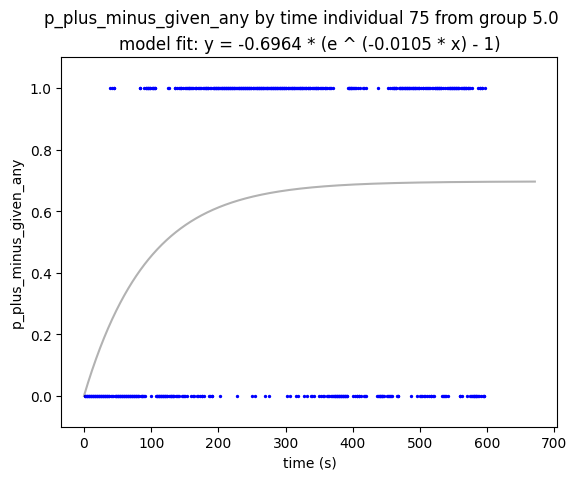 p_plus_minus_given_any by time individual 75 from group 5.0
model fit: y = -0.6964 * (e ^ (-0.0105 * x) - 1)
1.0
0.8
0.6
0.4
0.2
0.0
p_plus_minus_given_any
0 100 200 300 400 500 600 700
time (s)